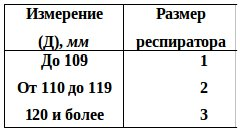 Измерение Размер
(Д), мм респиратора
До 109 1
От 110 до 119 2
120 и более 3